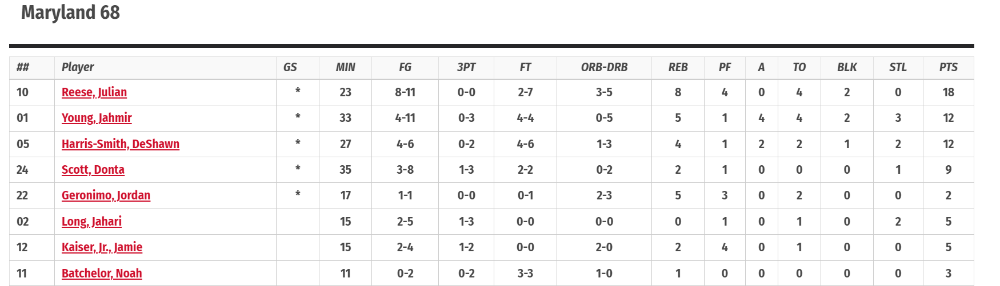 Maryland 68
## Player GS MIN FG 3PT FT ORB-DRB REB PF A TO BLK STL PTS
10 Reese, Julian * 23 8-11 0-0 2-7 3-5 8 4 0 4 2 0 18
01 Young, Jahmir * 33 4-11 0-3 4-4 0-5 5 1 4 4 2 3 12
05 Harris-Smith, DeShawn * 27 4-6 0-2 4-6 1-3 4 1 2 2 1 2 12
24 Scott, Donta * 35 3-8 1-3 2-2 0-2 2 1 0 0 0 1 9
22 Geronimo, Jordan * 17 1-1 0-0 0-1 2-3 5 3 0 2 0 0 2
02 Long, Jahari 15 2-5 1-3 0-0 0-0 0 1 0 1 0 2 5
12 Kaiser, Jr., Jamie 15 2-4 1-2 0-0 2-0 2 4 0 1 0 0 5
11 Batchelor, Noah 11 0-2 0-2 3-3 1-0 1 0 0 0 0 0 3